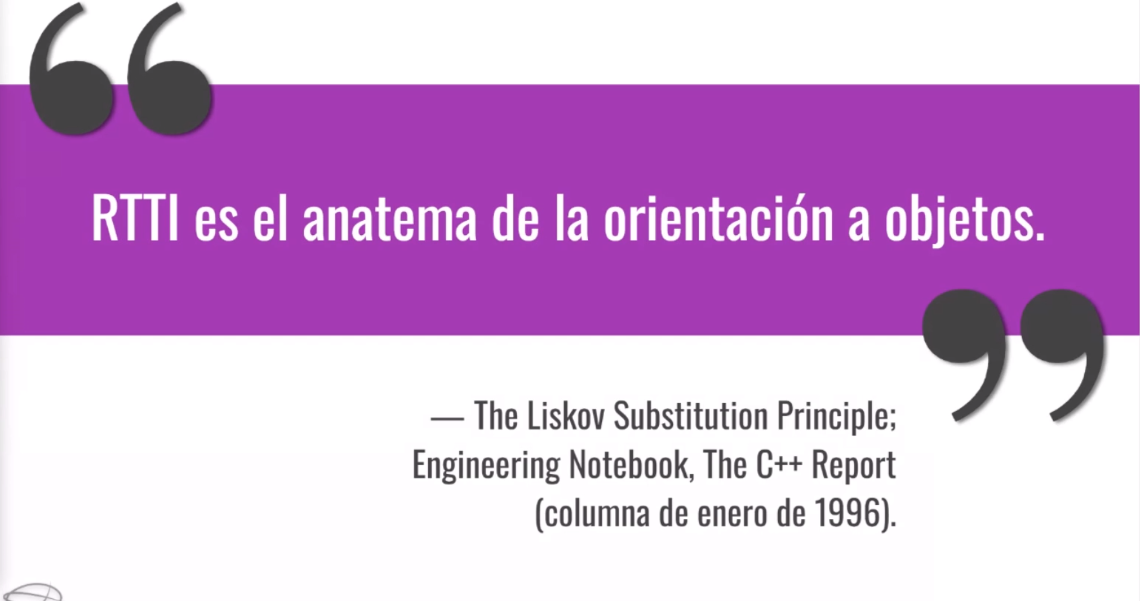 RTTI es el anatema de la orientación a objetos.
— The Liskov Substitution Principle;
Engineering Notebook, The C++ Report
(columna de enero de 1996).